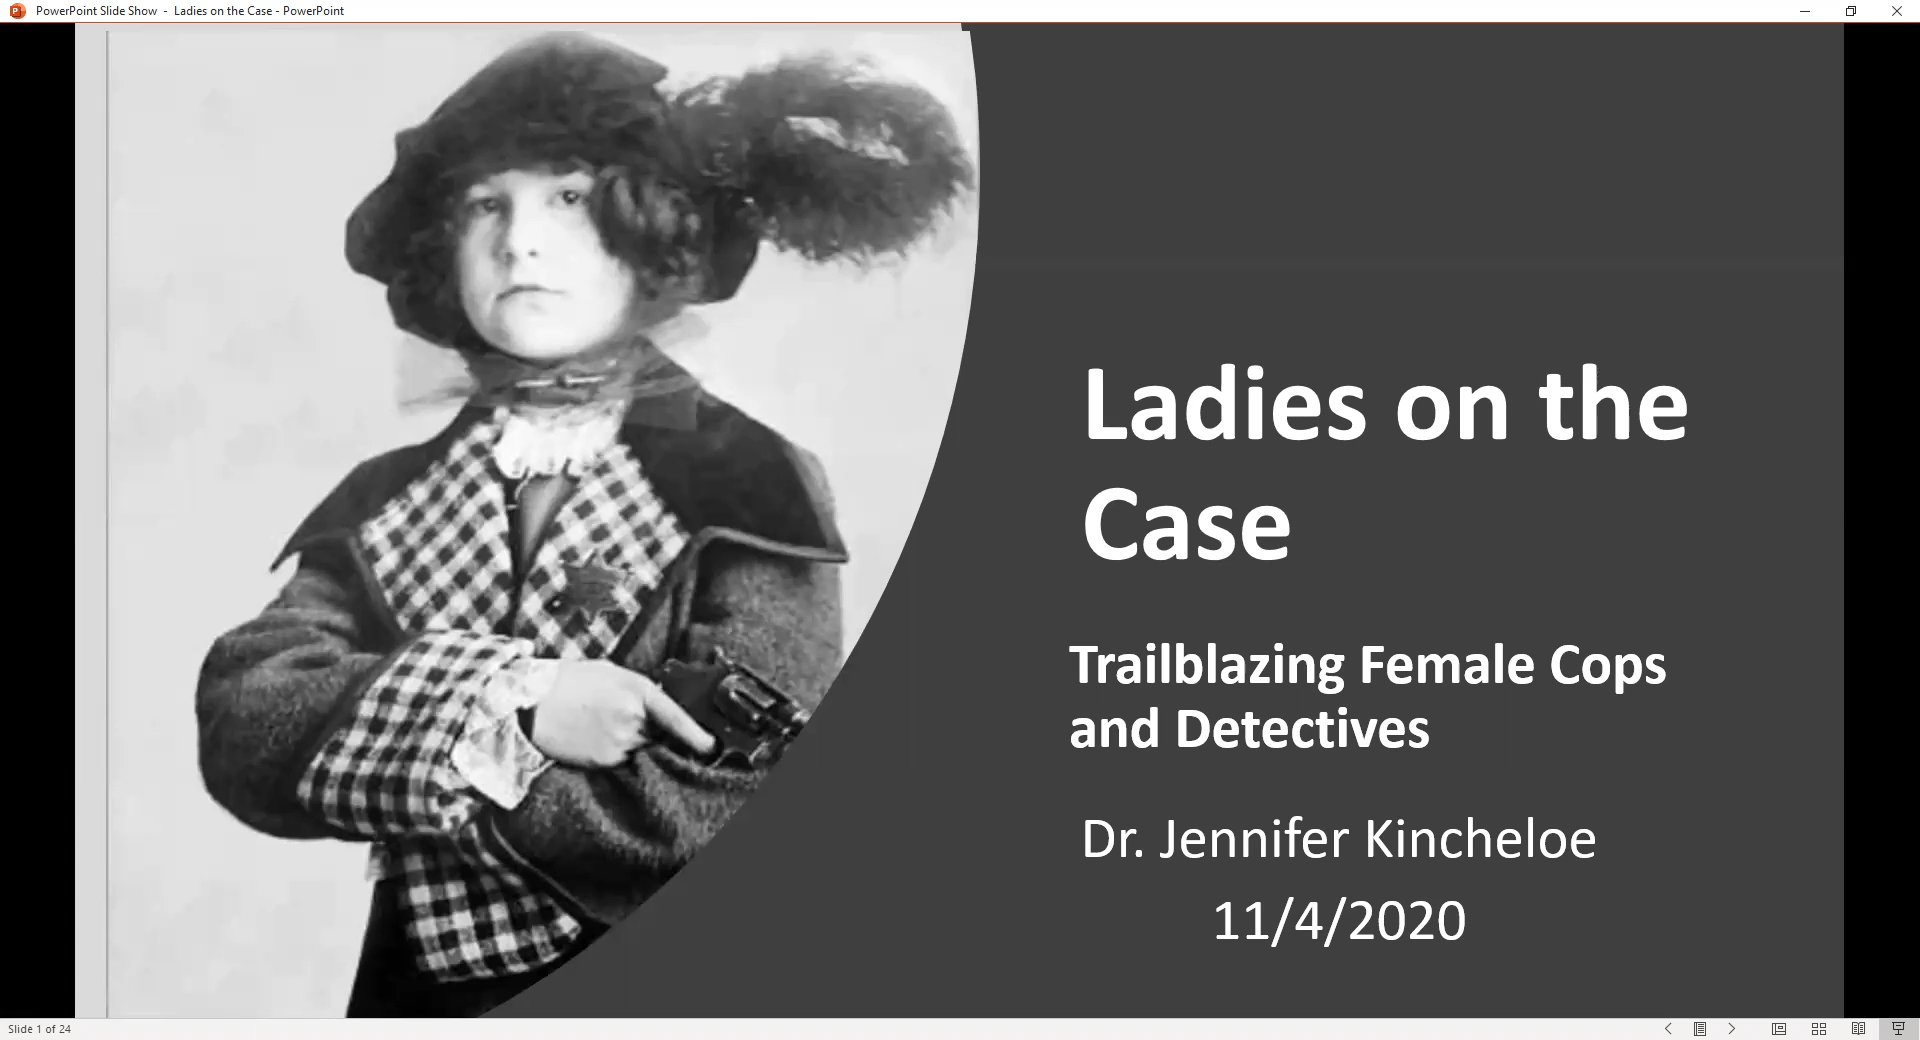 PowerPoint Slide Show - Ladies on the Case - PowerPoint
Ladies on the
Case
Trailblazing Female Cops
and Detectives
Dr. Jennifer Kincheloe
11/4/2020
Slide 1 of 24